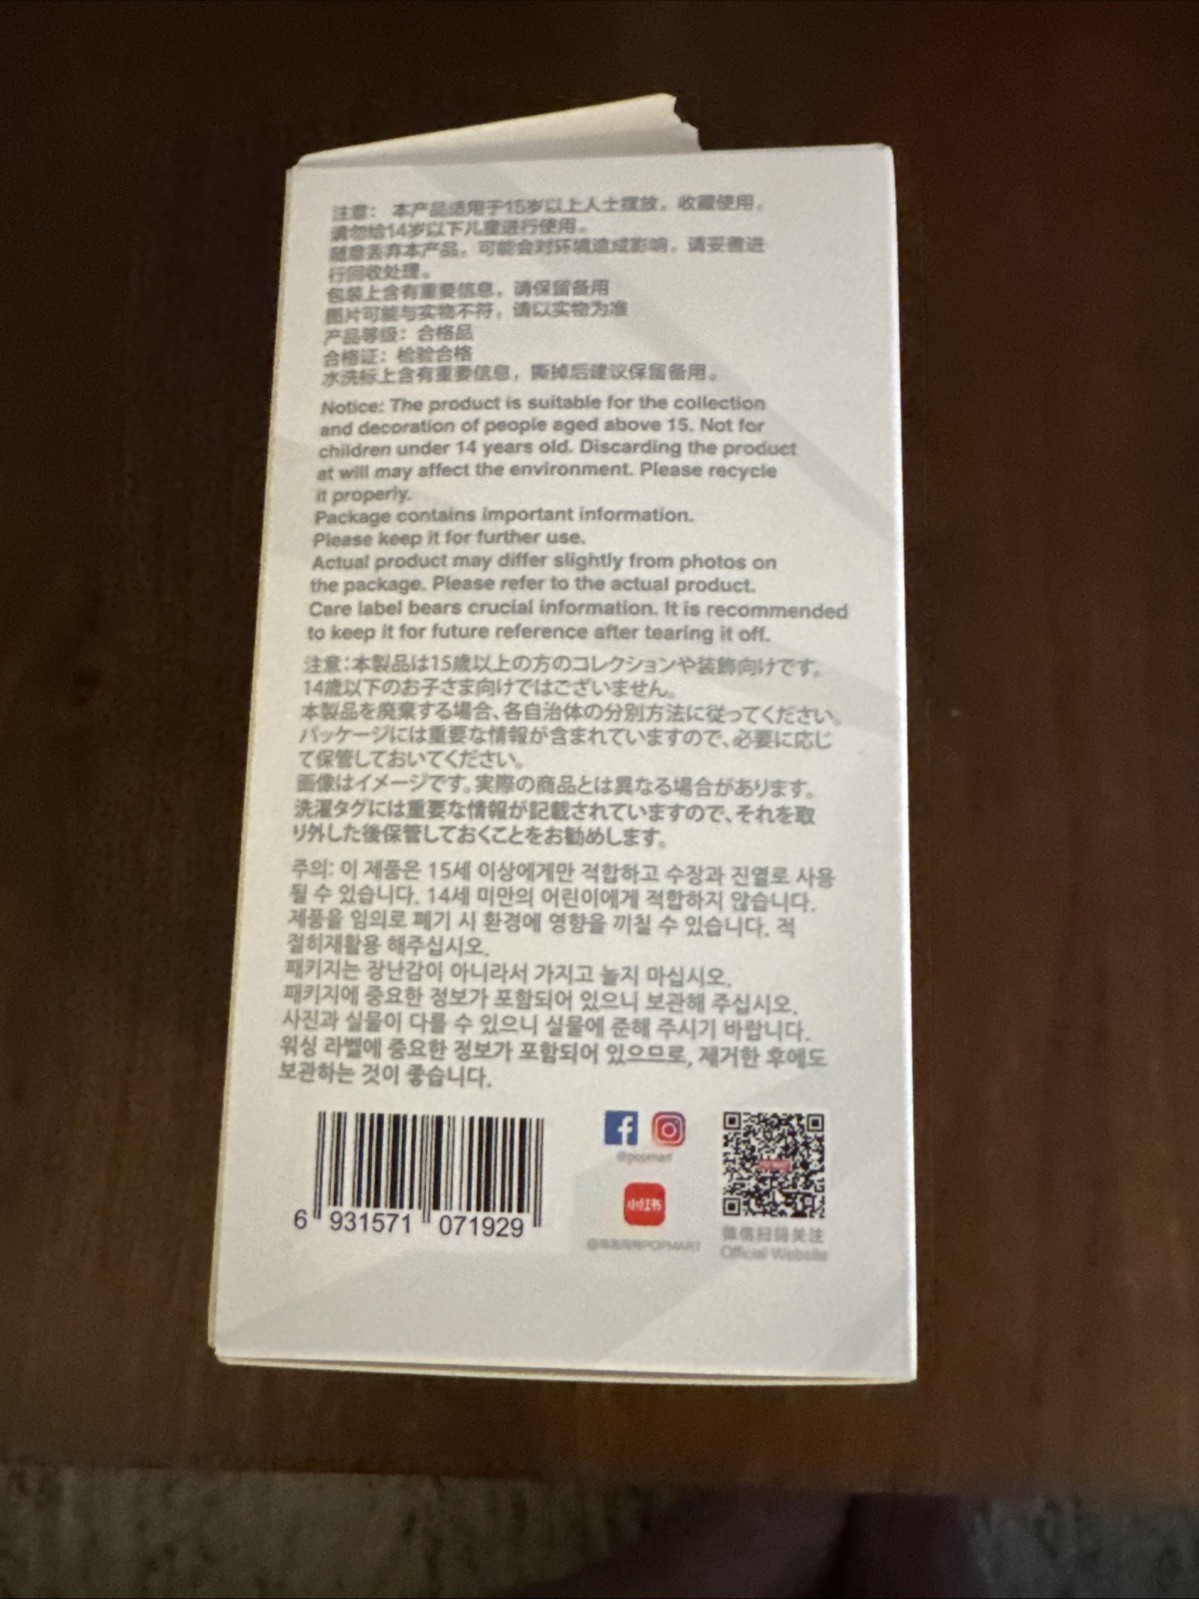 注意： 本产品适用于15岁以上人士摆放，收藏使用。
请勿给14岁以下儿童进行使用。
随意丢弃本产品，可能会对环境造成影响，请妥善进
行回收处理。
包装上含有重要信息，请保留备用
图片可能与实物不符，请以实物为准
产品等级：合格品
合格证：检验合格
水洗标上含有重要信息，撕掉后建议保留备用。
Notice: The product is suitable for the collection
and decoration of people aged above 15. Not for
children under 14 years old. Discarding the product
at will may affect the environment. Please recycle
it properly.
Package contains important information.
Please keep it for further use.
Actual product may differ slightly from photos on
the package. Please refer to the actual product.
Care label bears crucial information. It is recommended
to keep it for future reference after tearing it off.
注意：本製品は15歳以上の方のコレクションや装飾向けです。
14歳以下のお子さま向けではございません。
本製品を廃棄する場合、各自治体の分別方法に従ってください。
パッケージには重要な情報が含まれていますので、必要に応じ
て保管しておいてください。
画像はイメージです。実際の商品とは異なる場合があります。
洗濯タグには重要な情報が記載されていますので、それを取
り外した後保管しておくことをお勧めします。
주의: 이 제품은 15세 이상에게만 적합하고 수장과 진열로 사용
될 수 있습니다. 14세 미만의 어린이에게 적합하지 않습니다.
제품을 임의로 폐기 시 환경에 영향을 끼칠 수 있습니다. 적
절히재활용 해주십시오.
패키지는 장난감이 아니라서 가지고 놀지 마십시오.
패키지에 중요한 정보가 포함되어 있으니 보관해 주십시오.
사진과 실물이 다를 수 있으니 실물에 준해 주시기 바랍니다.
워싱 라벨에 중요한 정보가 포함되어 있으므로, 제거한 후에도
보관하는 것이 좋습니다.
6 931571 071929
@popmart
小红书
POPMART
微信扫码关注
Official Website